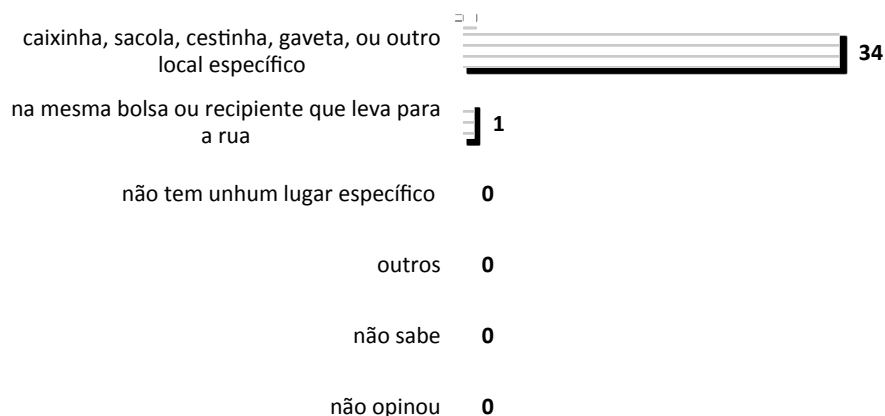 caixinha, sacola, cestinha, gaveta, ou outro
local específico
34
na mesma bolsa ou recipiente que leva para
a rua
1
não tem unhum lugar específico
0
outros
0
não sabe
0
não opinou
0